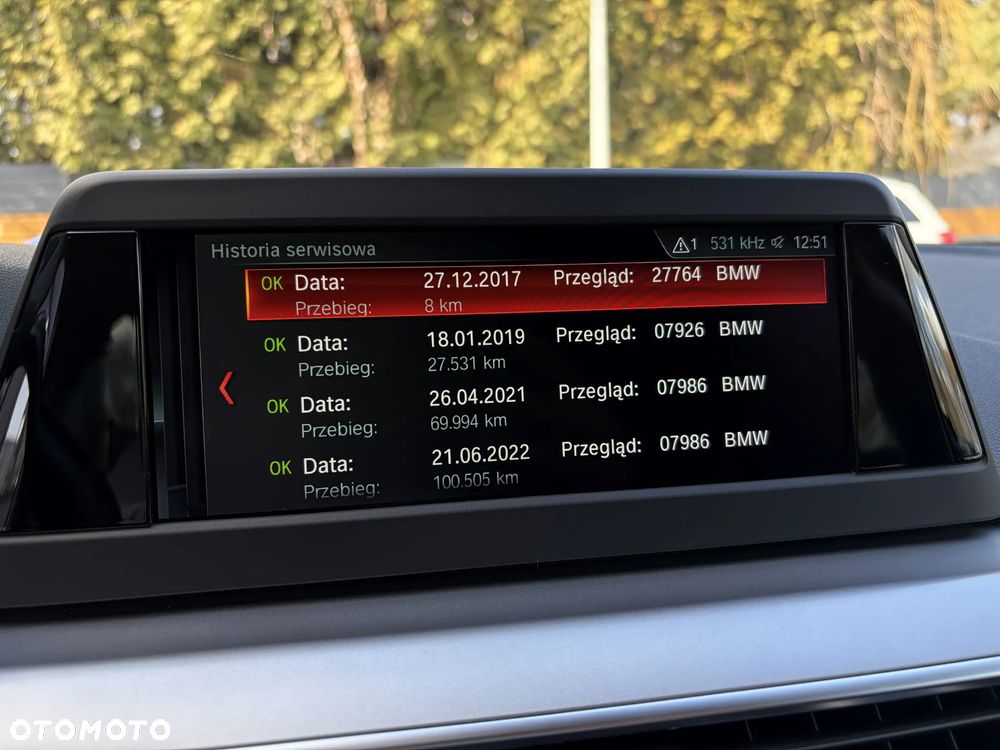 Historia serwisowa 1 531 kHz 12:51
OK Data: 27.12.2017 Przegląd: 27764 BMW
Przebieg: 8 km
OK Data: 18.01.2019 Przegląd: 07926 BMW
Przebieg: 27.531 km
OK Data: 26.04.2021 Przegląd: 07986 BMW
Przebieg: 69.994 km
OK Data: 21.06.2022 Przegląd: 07986 BMW
Przebieg: 100.505 km
OTOMOTO